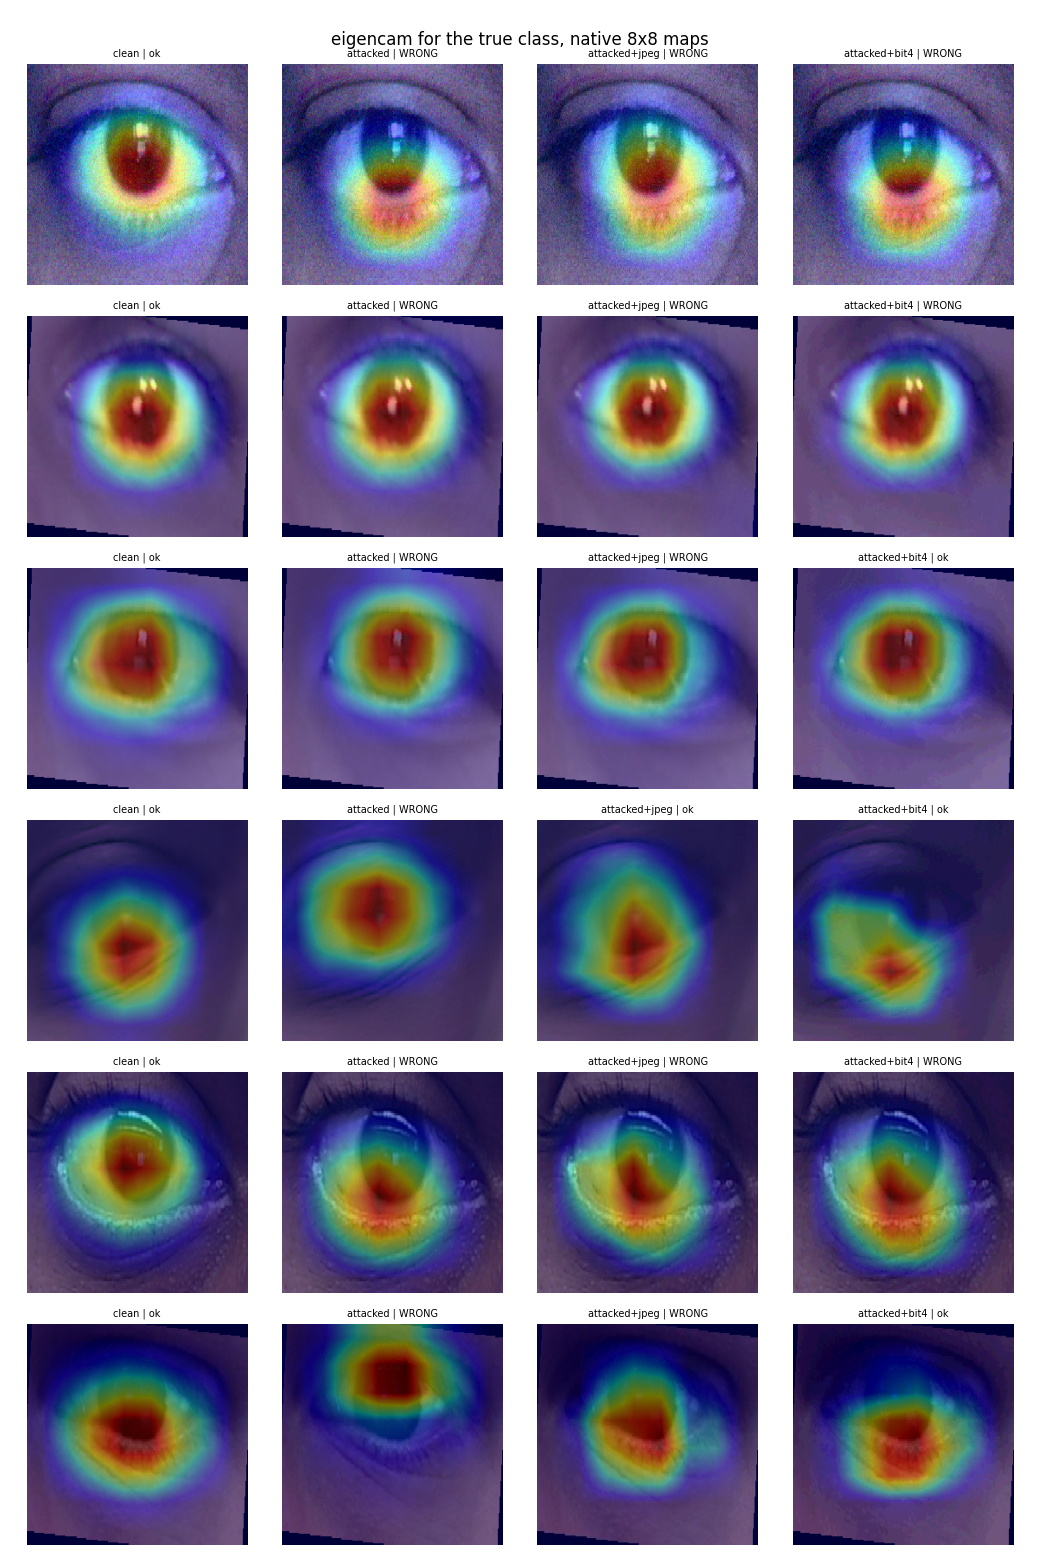 eigencam for the true class, native 8x8 maps
clean | ok
attacked | WRONG
attacked+jpeg | WRONG
attacked+bit4 | WRONG
clean | ok
attacked | WRONG
attacked+jpeg | WRONG
attacked+bit4 | WRONG
clean | ok
attacked | WRONG
attacked+jpeg | WRONG
attacked+bit4 | ok
clean | ok
attacked | WRONG
attacked+jpeg | ok
attacked+bit4 | ok
clean | ok
attacked | WRONG
attacked+jpeg | WRONG
attacked+bit4 | WRONG
clean | ok
attacked | WRONG
attacked+jpeg | WRONG
attacked+bit4 | ok